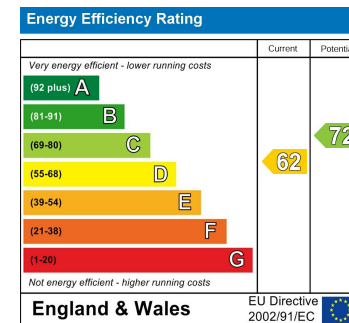 Energy Efficiency Rating
Current Potenti
Very energy efficient - lower running costs
(92 plus) A
(81-91) B
(69-80) C
72
(55-68) D
62
(39-54) E
(21-38) F
(1-20) G
Not energy efficient - higher running costs
England & Wales
EU Directive
2002/91/EC